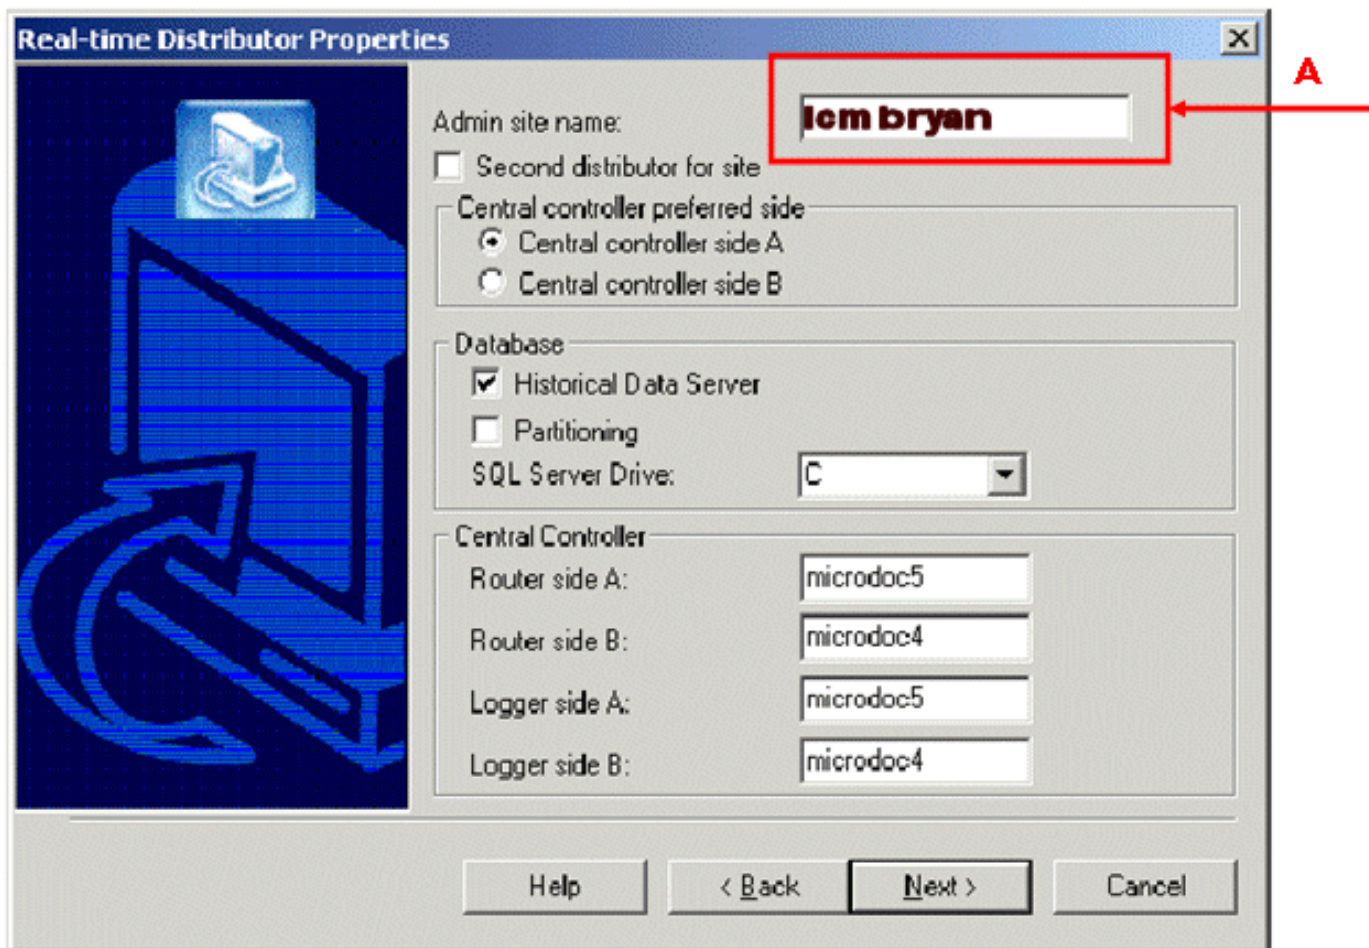 Real-time Distributor Properties
A
Admin site name: Icm bryan
Second distributor for site
Central controller preferred side
Central controller side A
Central controller side B
Database
Historical Data Server
Partitioning
SQL Server Drive: C
Central Controller
Router side A: microdoc5
Router side B: microdoc4
Logger side A: microdoc5
Logger side B: microdoc4
Help < Back Next > Cancel